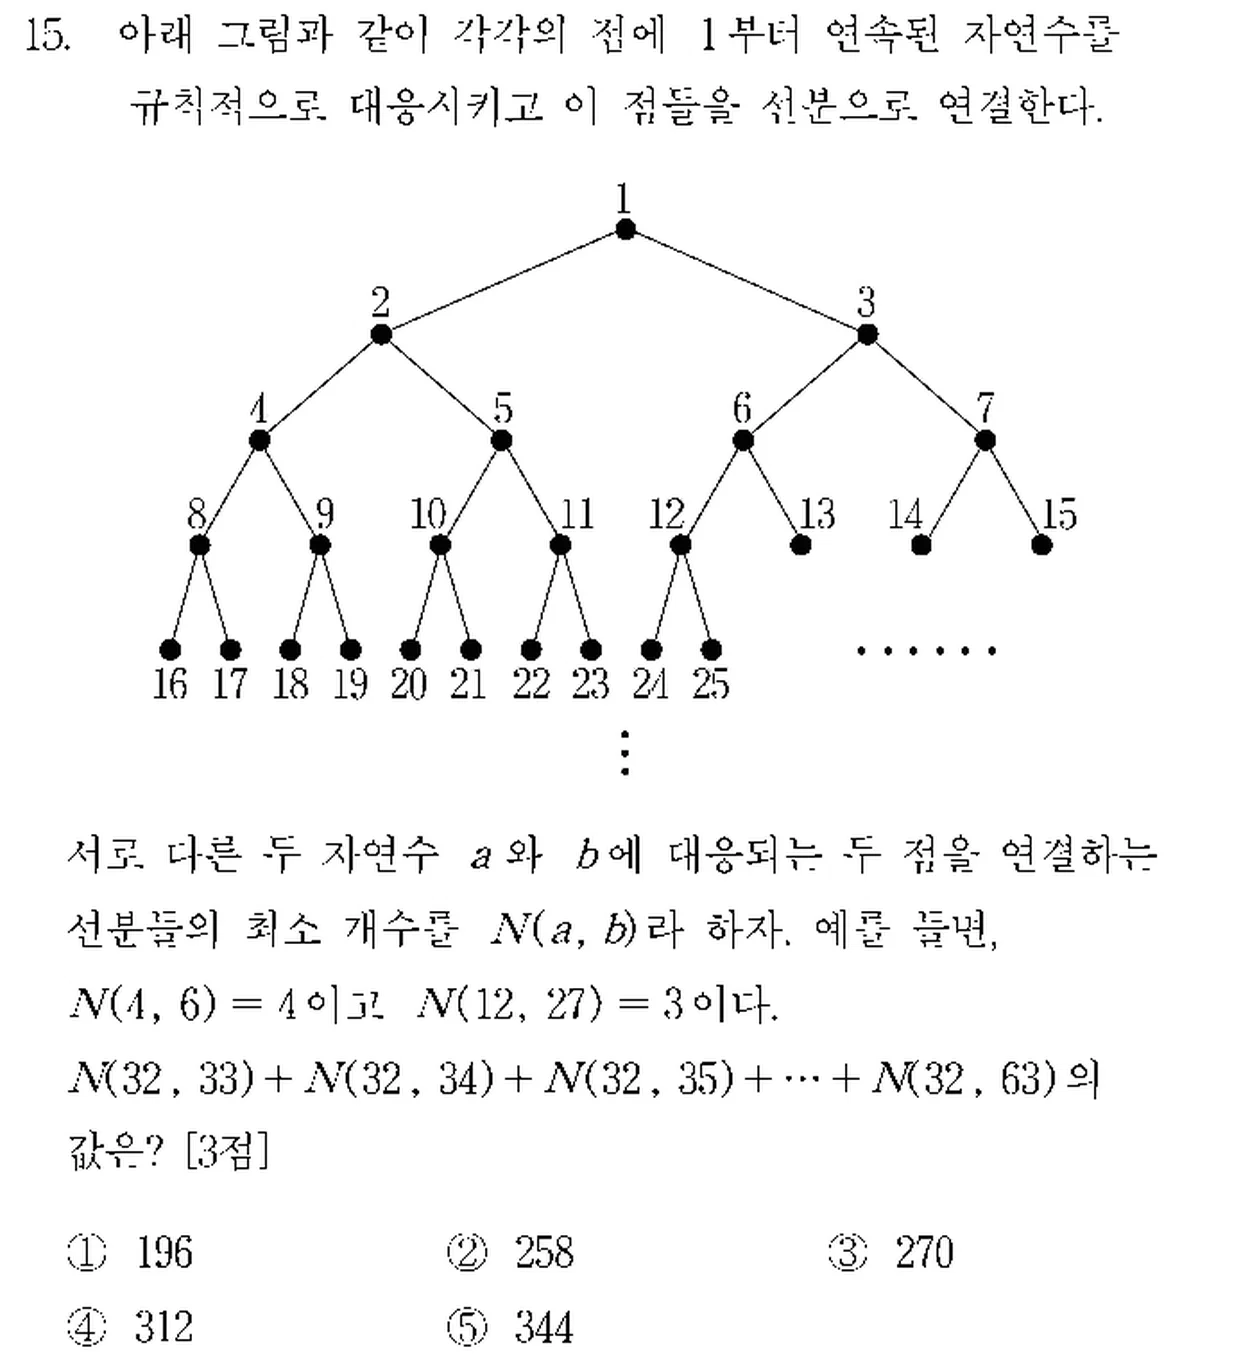 15. 아래 그림과 같이 각각의 점에 1부터 연속된 자연수를
규칙적으로 대응시키고 이 점들을 선분으로 연결한다.
1
2 3
4 5 6 7
8 9 10 11 12 13 14 15
······
16 17 18 19 20 21 22 23 24 25
⋮
서로 다른 두 자연수 a와 b에 대응되는 두 점을 연결하는
선분들의 최소 개수를 N(a, b)라 하자. 예를 들면,
N(4, 6) = 4이고 N(12, 27) = 3이다.
N(32, 33) + N(32, 34) + N(32, 35) + ··· + N(32, 63)의
값은? [3점]
① 196 ② 258 ③ 270
④ 312 ⑤ 344